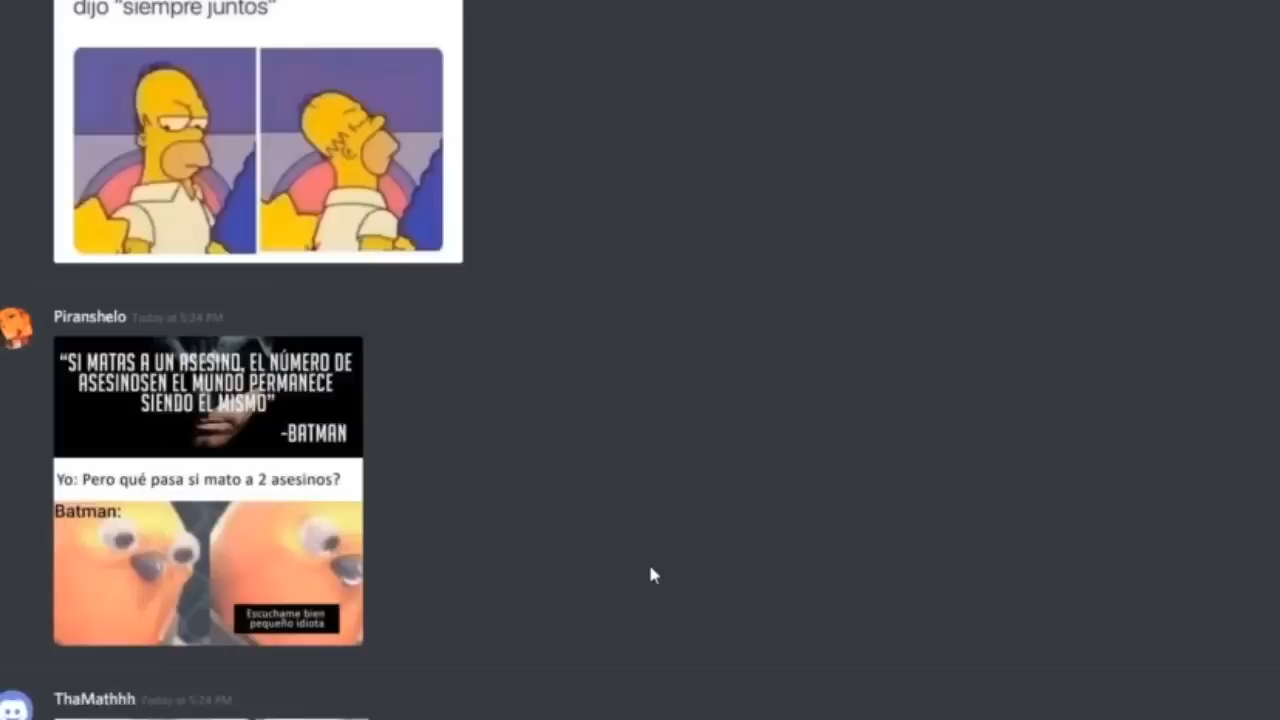 dijo "siempre juntos"
Piranshelo Today at 5:24 PM
"SI MATAS A UN ASESINO, EL NÚMERO DE
ASESINOSEN EL MUNDO PERMANECE
SIENDO EL MISMO"
-BATMAN
Yo: Pero qué pasa si mato a 2 asesinos?
Batman:
Escuchame bien
pequeño idiota
ThaMathhh Today at 5:24 PM